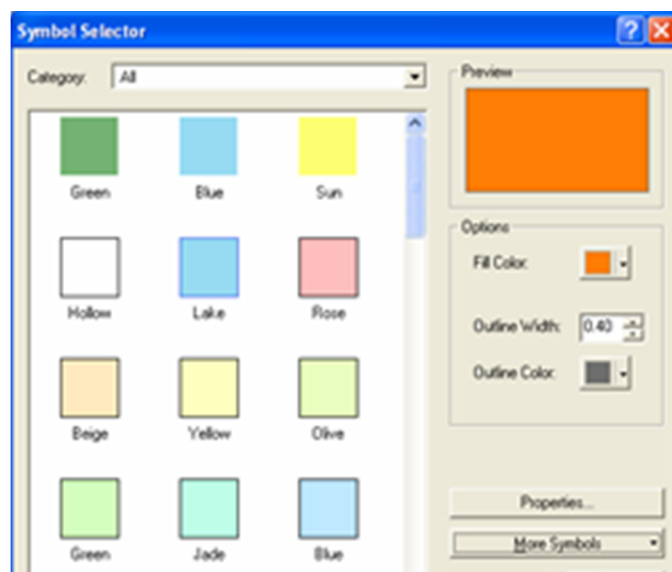 Symbol Selector
Category: All
Green Blue Sun
Hollow Lake Rose
Beige Yellow Olive
Green Jade Blue
Preview
Options
Fill Color:
Outline Width: 0.40
Outline Color:
Properties...
More Symbols